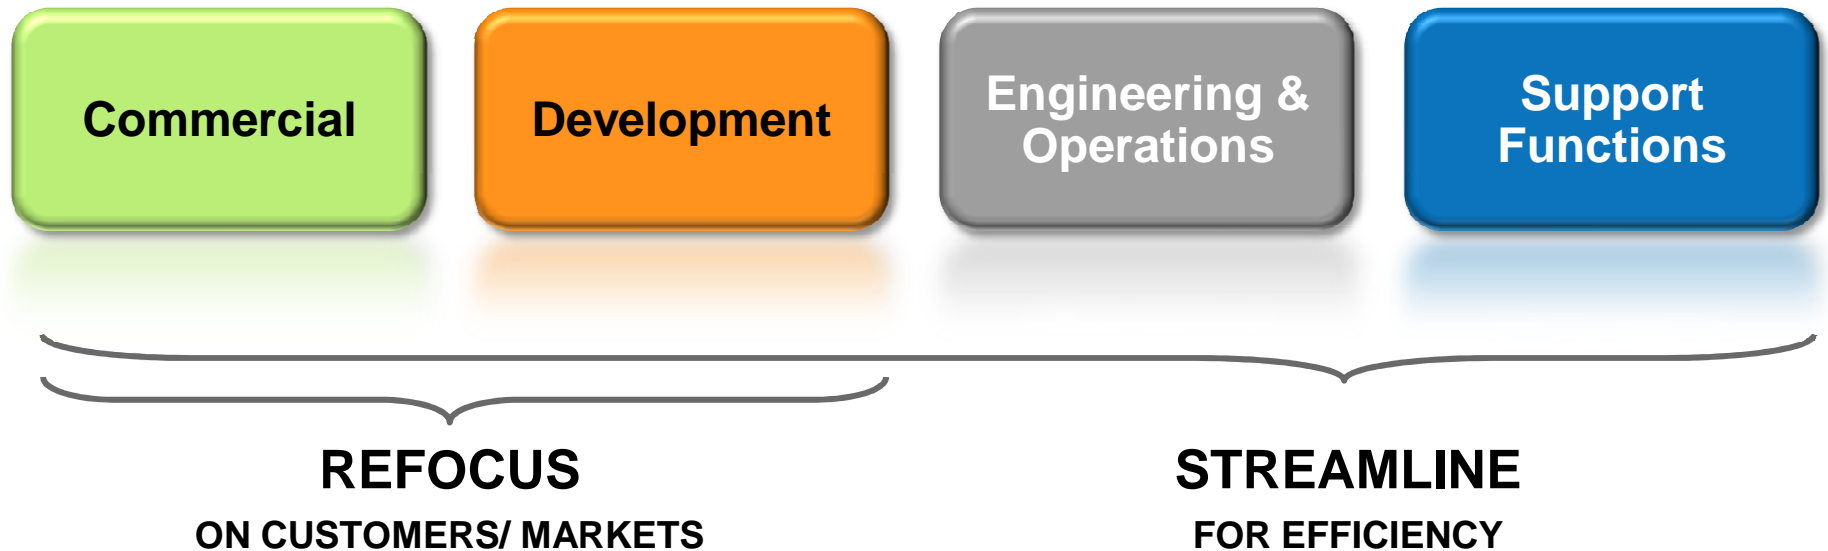 Commercial
Development
Engineering &
Operations
Support
Functions
REFOCUS
ON CUSTOMERS/ MARKETS
STREAMLINE
FOR EFFICIENCY